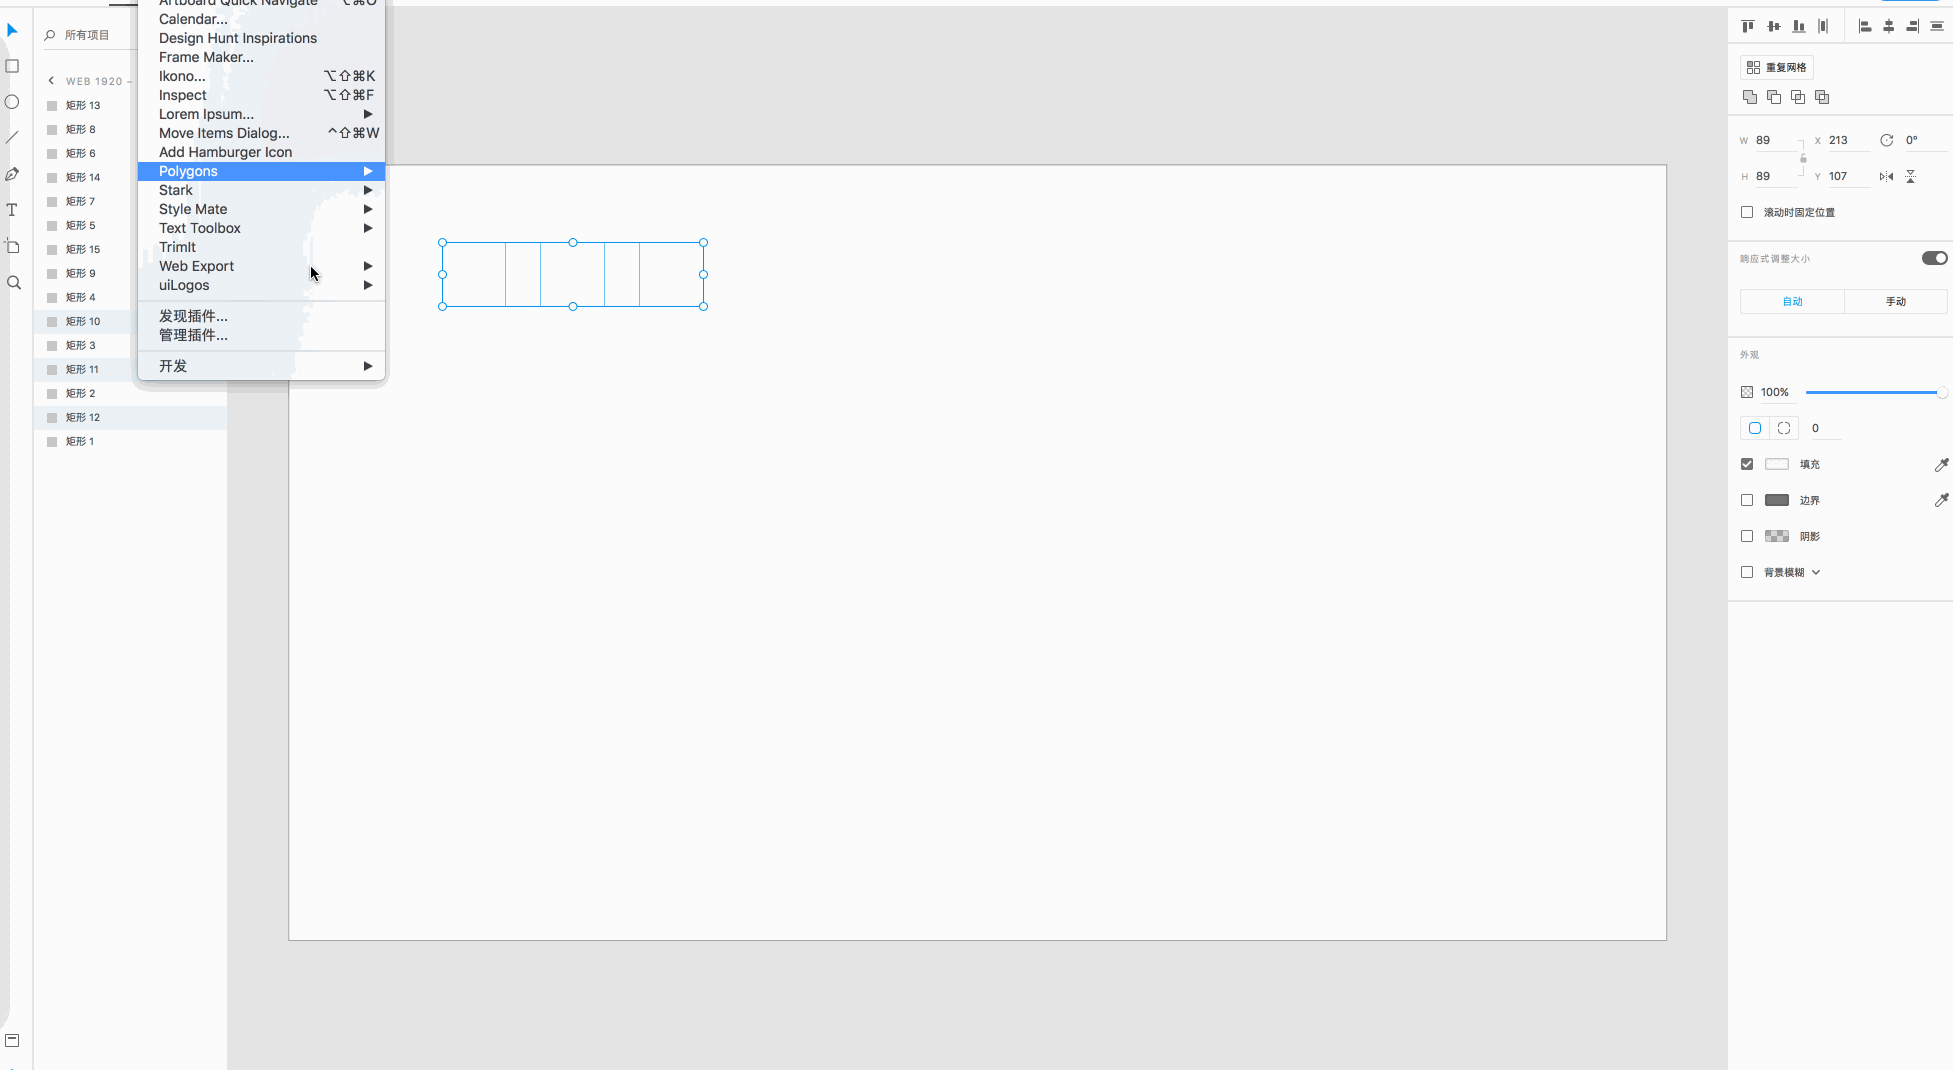 Artboard Quick Navigate ⌥⌘O
Calendar...
Design Hunt Inspirations
Frame Maker...
Ikono... ⌥⇧⌘K
Inspect ⌥⇧⌘F
Lorem Ipsum...
Move Items Dialog... ^⇧⌘W
Add Hamburger Icon
Polygons
Stark
Style Mate
Text Toolbox
TrimIt
Web Export
uiLogos
发现插件...
管理插件...
开发
所有项目
WEB 1920 –
矩形 13
矩形 8
矩形 6
矩形 14
矩形 7
矩形 5
矩形 15
矩形 9
矩形 4
矩形 10
矩形 3
矩形 11
矩形 2
矩形 12
矩形 1
重复网格
W 89 X 213 0°
H 89 Y 107
滚动时固定位置
响应式调整大小
自动 手动
外观
100%
0
填充
边界
阴影
背景模糊